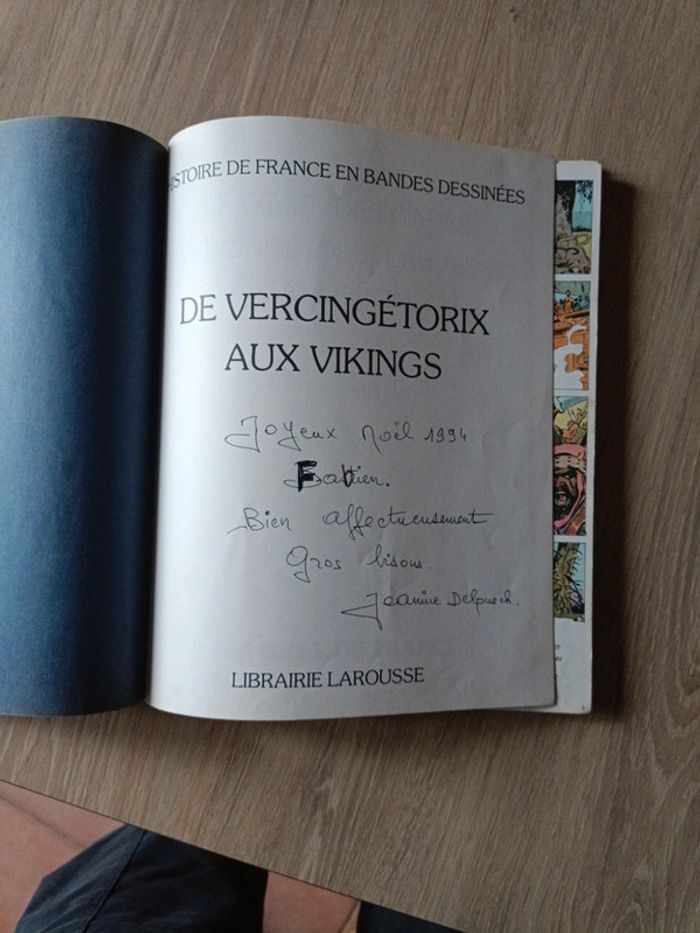 HISTOIRE DE FRANCE EN BANDES DESSINÉES
DE VERCINGÉTORIX
AUX VIKINGS
Joyeux Noël 1994
Fabien.
Bien affectueusement
Gros bisous.
Jeanine Delpuech.
LIBRAIRIE LAROUSSE